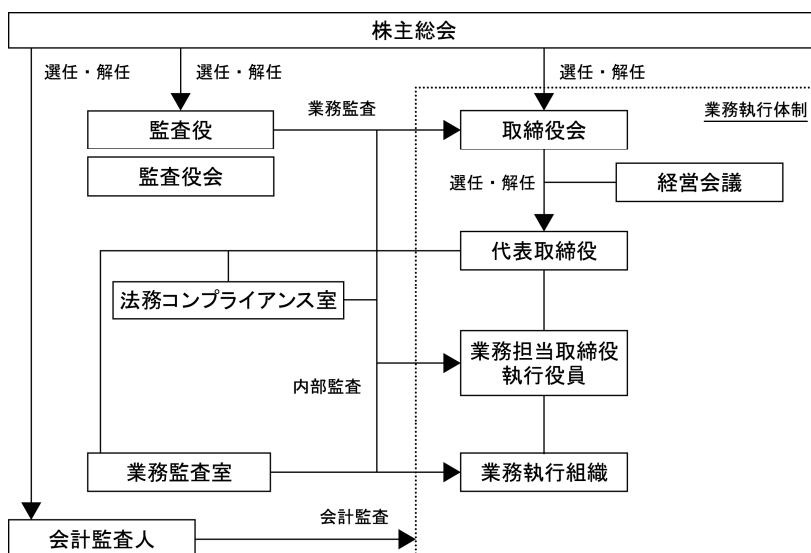 株主総会
選任・解任
選任・解任
選任・解任
業務執行体制
監査役
業務監査
取締役会
監査役会
選任・解任
経営会議
代表取締役
法務コンプライアンス室
業務担当取締役
執行役員
内部監査
業務監査室
業務執行組織
会計監査
会計監査人